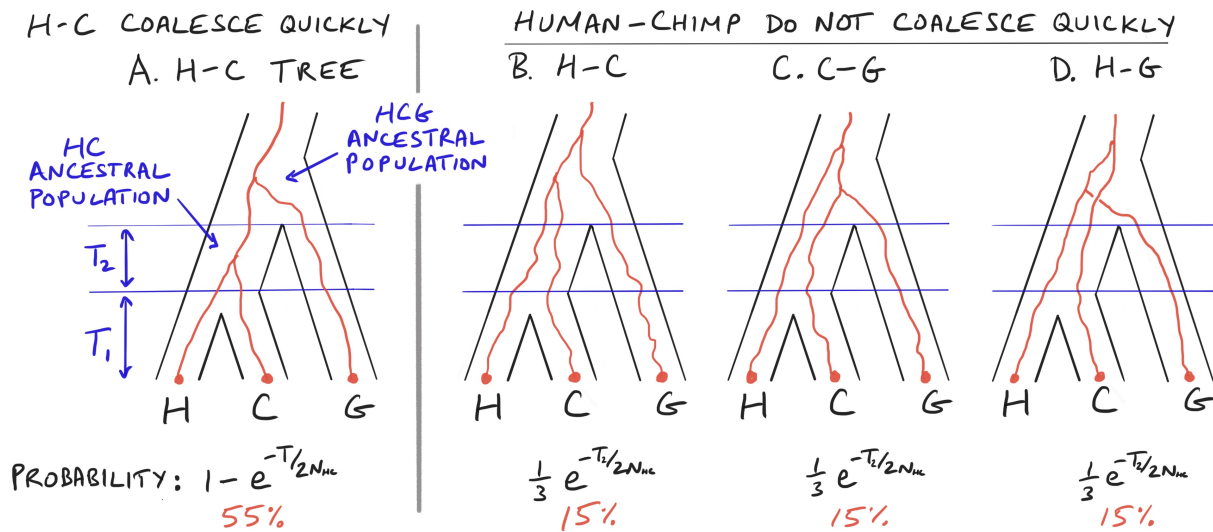 H-C COALESCE QUICKLY
HUMAN-CHIMP DO NOT COALESCE QUICKLY
A. H-C TREE
B. H-C
C. C-G
D. H-G
HCG
ANCESTRAL
POPULATION
HC
ANCESTRAL
POPULATION
T₂
T₁
H C G
H C G
H C G
H C G
PROBABILITY: 1 - e^(-T/2N_HC)
1/3 e^(-T₂/2N_HC)
1/3 e^(-T₂/2N_HC)
1/3 e^(-T₂/2N_HC)
55%
15%
15%
15%